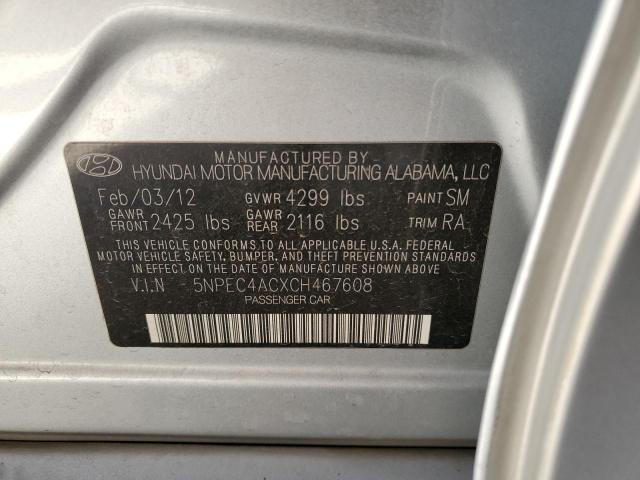 MANUFACTURED BY
HYUNDAI MOTOR MANUFACTURING ALABAMA, LLC
Feb/03/12 GVWR 4299 lbs PAINT SM
GAWR FRONT 2425 lbs GAWR REAR 2116 lbs TRIM RA
THIS VEHICLE CONFORMS TO ALL APPLICABLE U.S.A. FEDERAL
MOTOR VEHICLE SAFETY, BUMPER, AND THEFT PREVENTION STANDARDS
IN EFFECT ON THE DATE OF MANUFACTURE SHOWN ABOVE
V.I.N 5NPEC4ACXCH467608
PASSENGER CAR